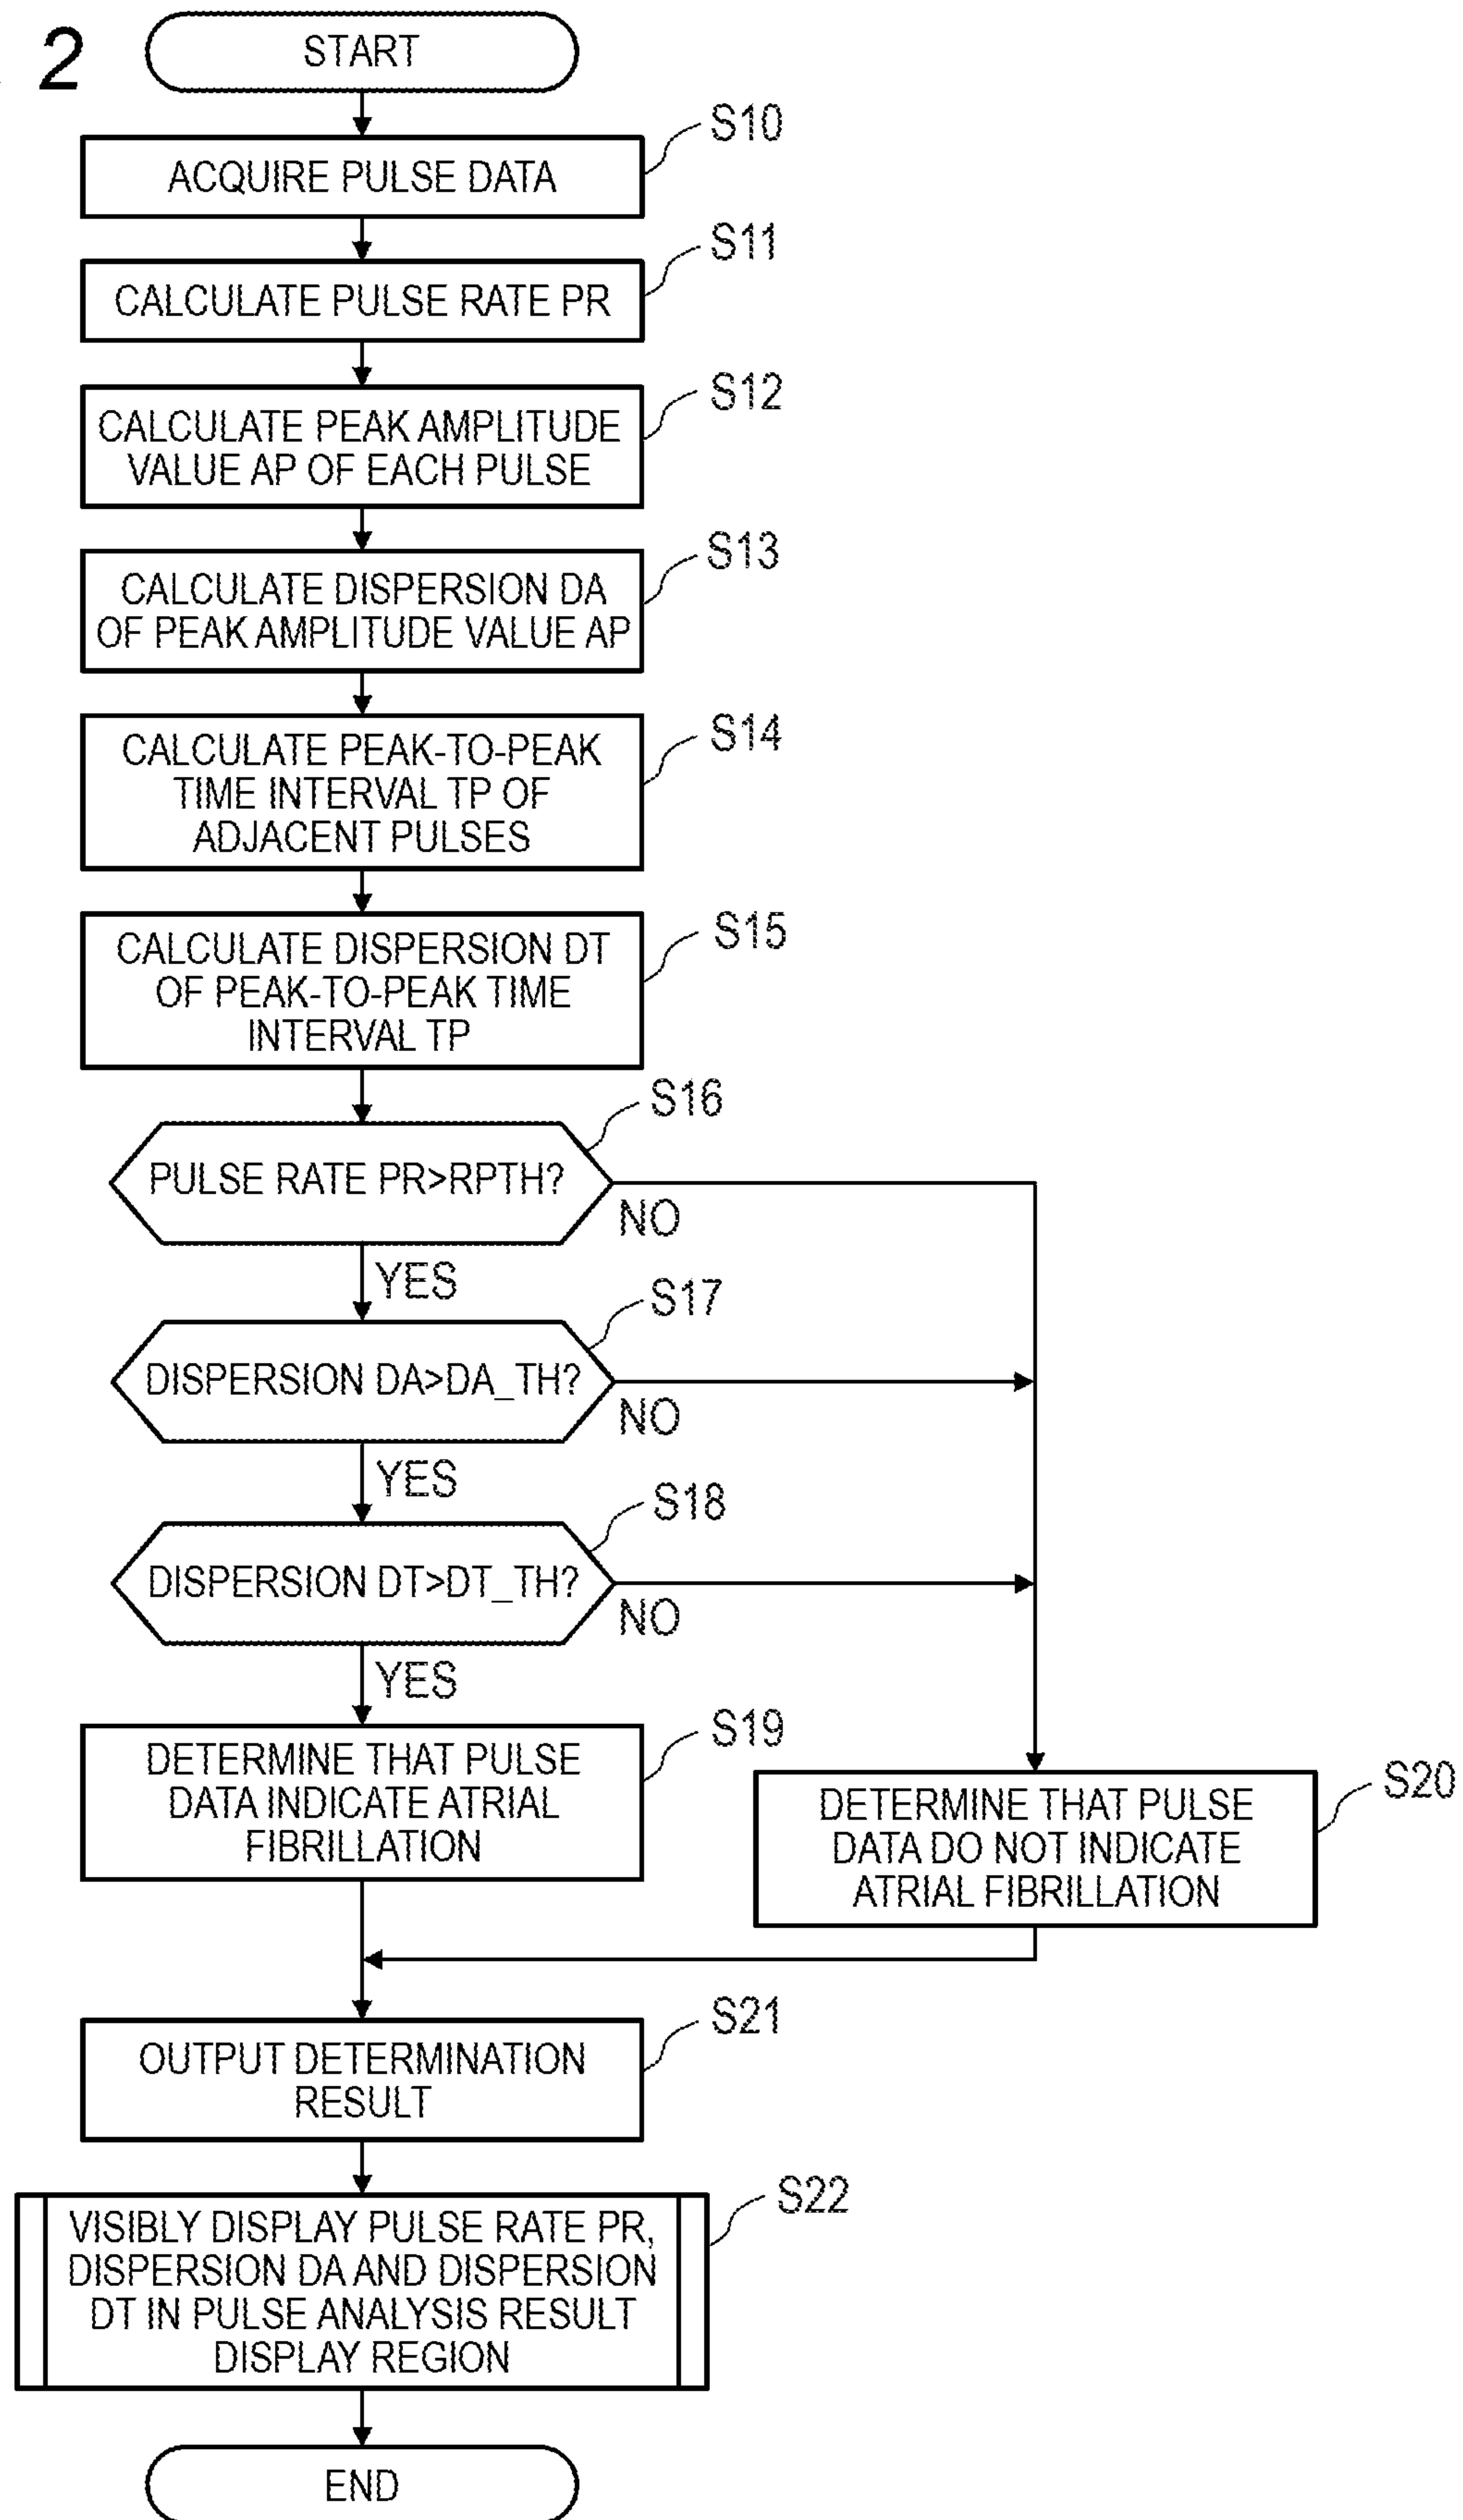 2
START
S10
ACQUIRE PULSE DATA
S11
CALCULATE PULSE RATE PR
S12
CALCULATE PEAK AMPLITUDE
VALUE AP OF EACH PULSE
S13
CALCULATE DISPERSION DA
OF PEAK AMPLITUDE VALUE AP
S14
CALCULATE PEAK-TO-PEAK
TIME INTERVAL TP OF
ADJACENT PULSES
S15
CALCULATE DISPERSION DT
OF PEAK-TO-PEAK TIME
INTERVAL TP
S16
PULSE RATE PR>RPTH?
NO
YES
S17
DISPERSION DA>DA_TH?
NO
YES
S18
DISPERSION DT>DT_TH?
NO
YES
S19
DETERMINE THAT PULSE
DATA INDICATE ATRIAL
FIBRILLATION
S20
DETERMINE THAT PULSE
DATA DO NOT INDICATE
ATRIAL FIBRILLATION
S21
OUTPUT DETERMINATION
RESULT
S22
VISIBLY DISPLAY PULSE RATE PR,
DISPERSION DA AND DISPERSION
DT IN PULSE ANALYSIS RESULT
DISPLAY REGION
END